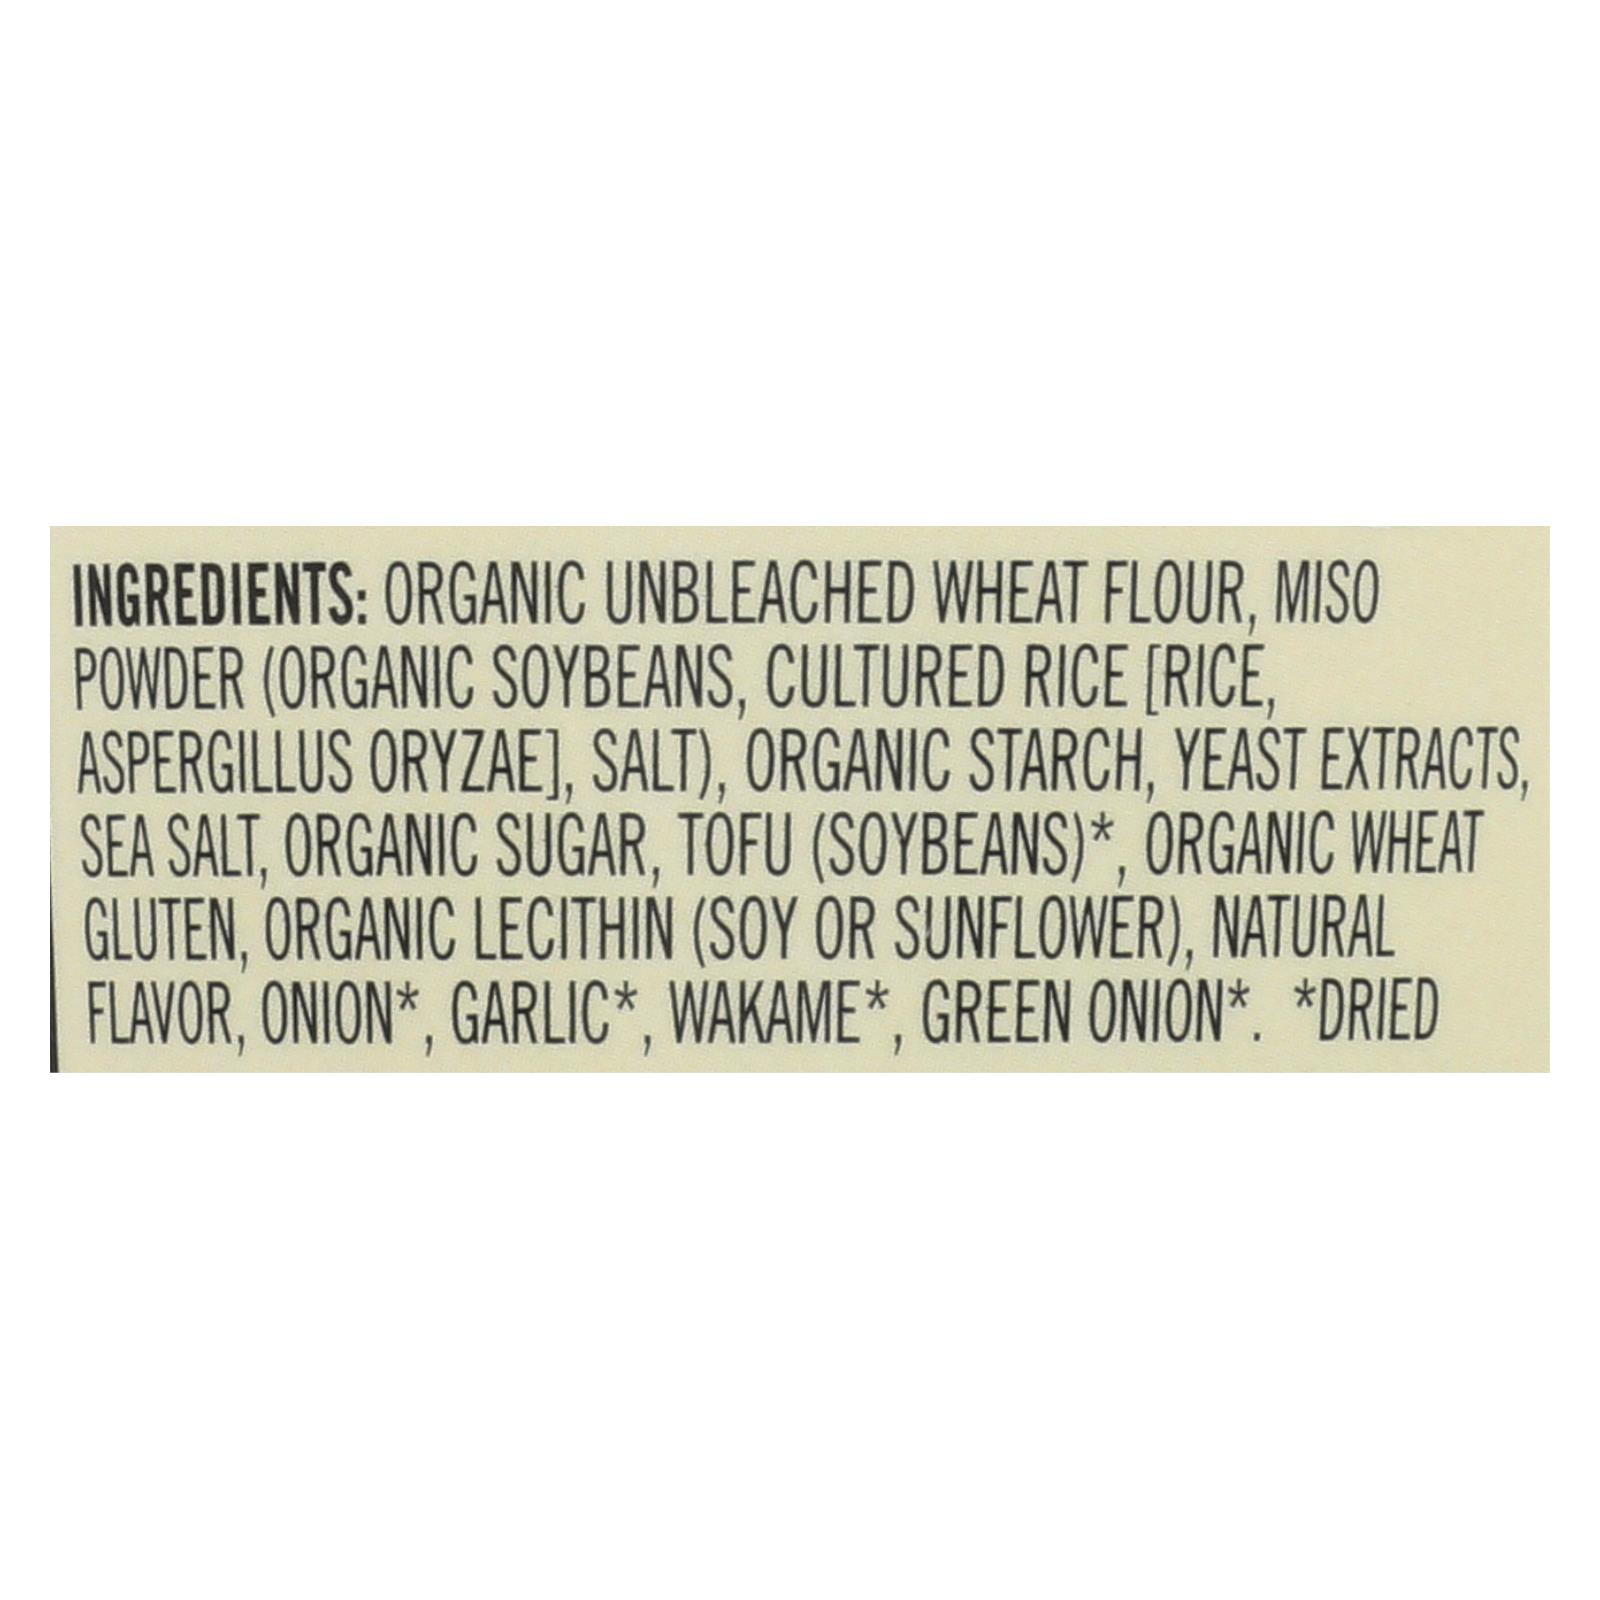 INGREDIENTS: ORGANIC UNBLEACHED WHEAT FLOUR, MISO
POWDER (ORGANIC SOYBEANS, CULTURED RICE [RICE,
ASPERGILLUS ORYZAE], SALT), ORGANIC STARCH, YEAST EXTRACTS,
SEA SALT, ORGANIC SUGAR, TOFU (SOYBEANS)*, ORGANIC WHEAT
GLUTEN, ORGANIC LECITHIN (SOY OR SUNFLOWER), NATURAL
FLAVOR, ONION*, GARLIC*, WAKAME*, GREEN ONION*. *DRIED